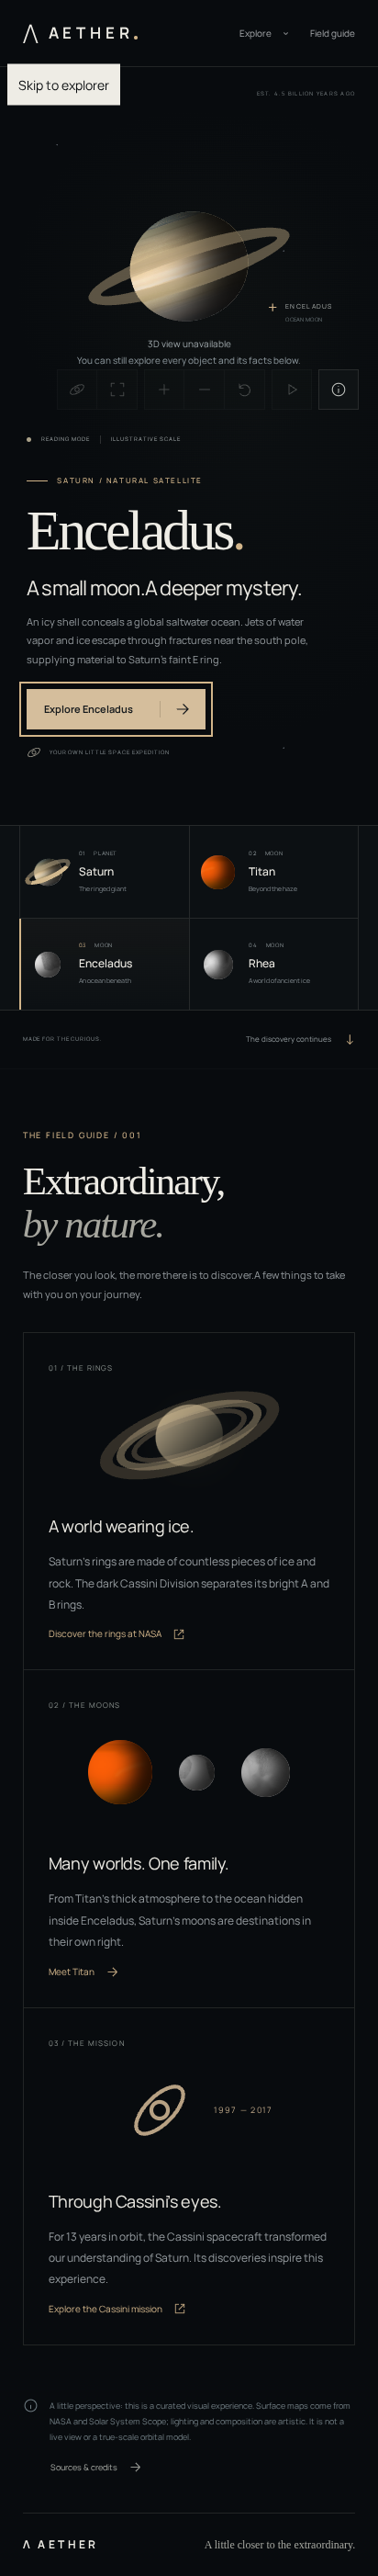 AETHER.
Explore
Field guide
Skip to explorer
EST. 4.5 BILLION YEARS AGO
ENCELADUS
OCEAN MOON
3D view unavailable
You can still explore every object and its facts below.
READING MODE | ILLUSTRATIVE SCALE
SATURN / NATURAL SATELLITE
Enceladus.
A small moon.A deeper mystery.
An icy shell conceals a global saltwater ocean. Jets of water
vapor and ice escape through fractures near the south pole,
supplying material to Saturn's faint E ring.
Explore Enceladus
YOUR OWN LITTLE SPACE EXPEDITION
01 PLANET
Saturn
The ringed giant
02 MOON
Titan
Beyond the haze
03 MOON
Enceladus
An ocean beneath
04 MOON
Rhea
A world of ancient ice
MADE FOR THE CURIOUS.
The discovery continues
THE FIELD GUIDE / 001
Extraordinary,
by nature.
The closer you look, the more there is to discover.A few things to take
with you on your journey.
01 / THE RINGS
A world wearing ice.
Saturn's rings are made of countless pieces of ice and
rock. The dark Cassini Division separates its bright A and
B rings.
Discover the rings at NASA
02 / THE MOONS
Many worlds. One family.
From Titan's thick atmosphere to the ocean hidden
inside Enceladus, Saturn's moons are destinations in
their own right.
Meet Titan
03 / THE MISSION
1997 — 2017
Through Cassini's eyes.
For 13 years in orbit, the Cassini spacecraft transformed
our understanding of Saturn. Its discoveries inspire this
experience.
Explore the Cassini mission
A little perspective: this is a curated visual experience. Surface maps come from
NASA and Solar System Scope; lighting and composition are artistic. It is not a
live view or a true-scale orbital model.
Sources & credits
AETHER
A little closer to the extraordinary.